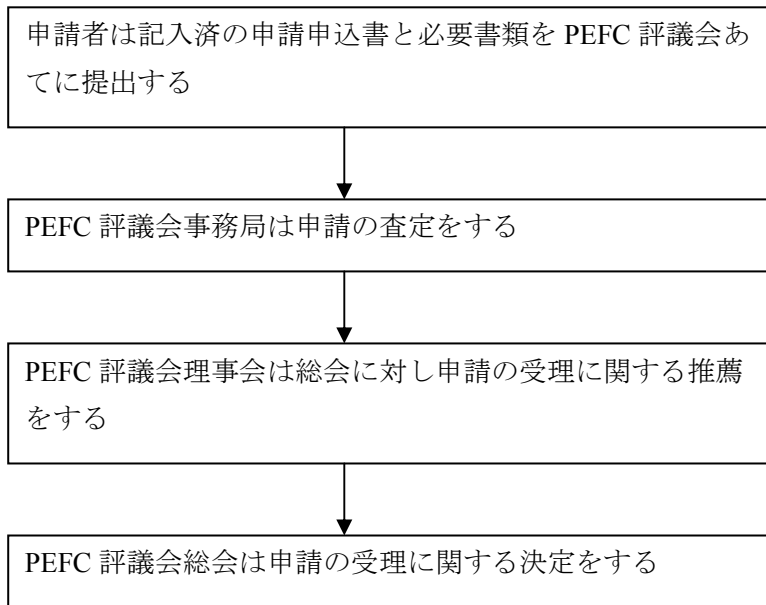 申請者は記入済の申請申込書と必要書類を PEFC 評議会あ
てに提出する
PEFC 評議会事務局は申請の査定をする
PEFC 評議会理事会は総会に対し申請の受理に関する推薦
をする
PEFC 評議会総会は申請の受理に関する決定をする